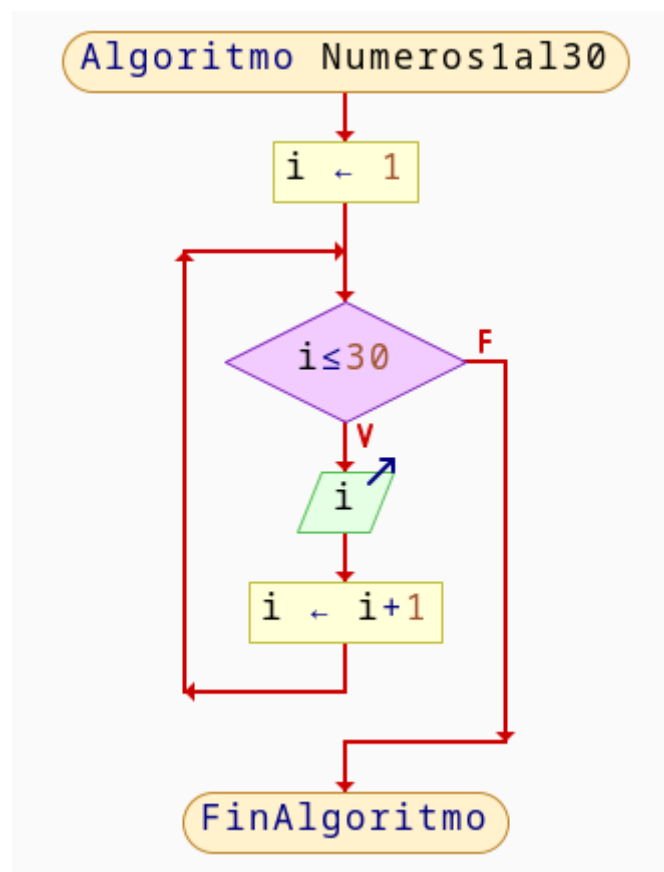 Algoritmo Numeros1al30
i ← 1
i≤30
F
V
i
i ← i+1
FinAlgoritmo